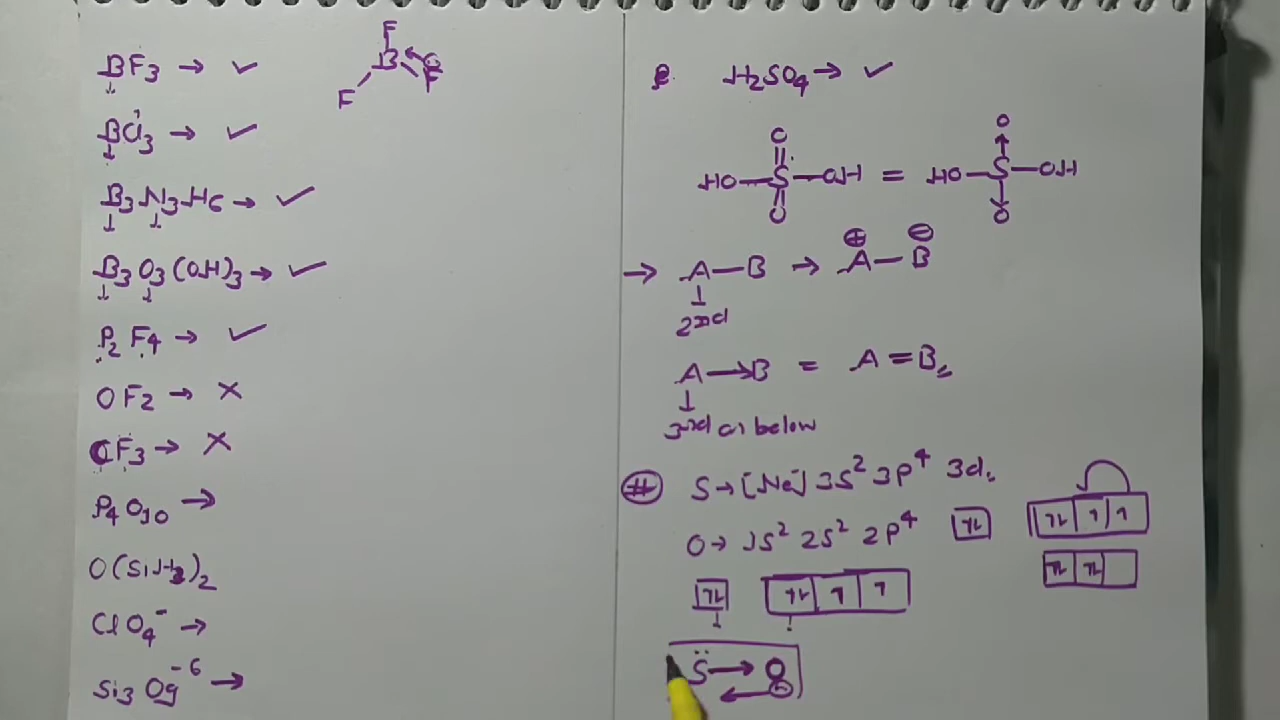 BF3 → ✓
F
B
F
F
BCl3 → ✓
B3N3H6 → ✓
B3O3(OH)3 → ✓
P2F4 → ✓
OF2 → ×
CF3 → ×
P4O10 →
O(SiH3)2
ClO4- →
Si3O9-6 →
H2SO4 → ✓
O O
HO—S—OH = HO—S—OH
O O
→ A—B → A—B
⊕ ⊖
2nd
A → B = A = B
3rd or below
# S → [Ne] 3S2 3P4 3d
O → 1S2 2S2 2P4
S → O